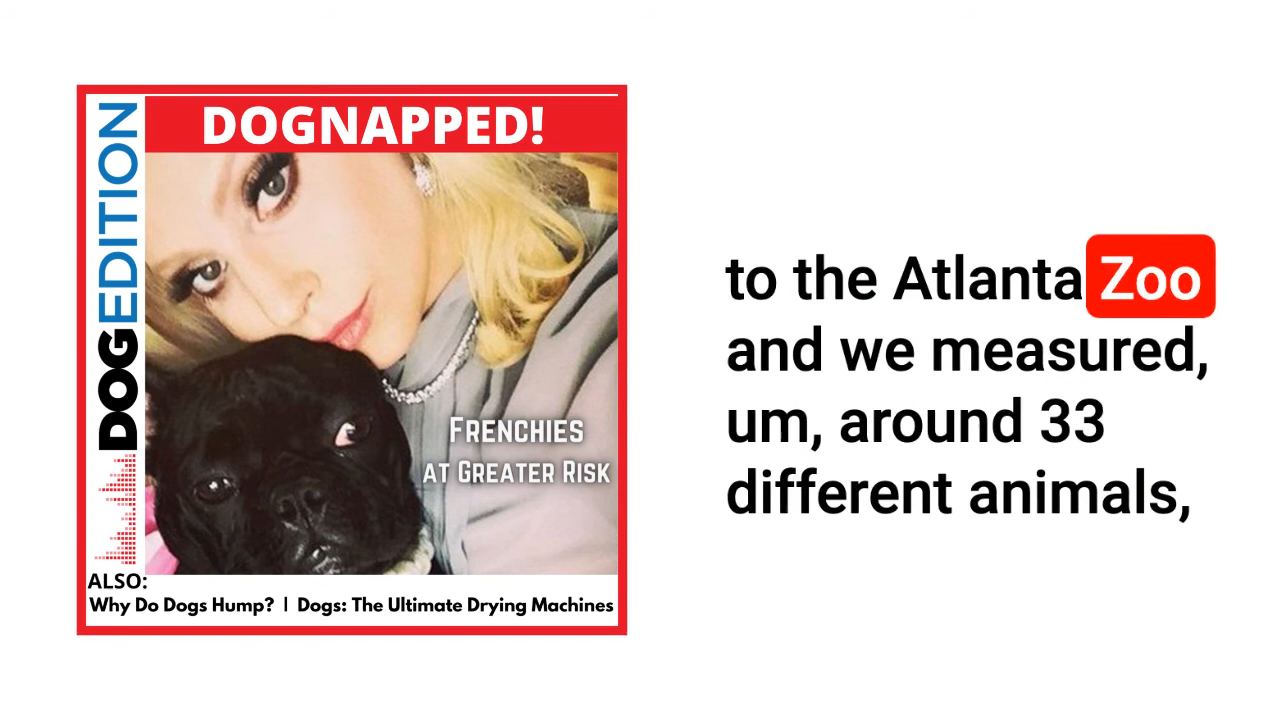 DOGNAPPED!
DOGEDITION
FRENCHIES
AT GREATER RISK
ALSO:
Why Do Dogs Hump? | Dogs: The Ultimate Drying Machines
to the Atlanta Zoo
and we measured,
um, around 33
different animals,